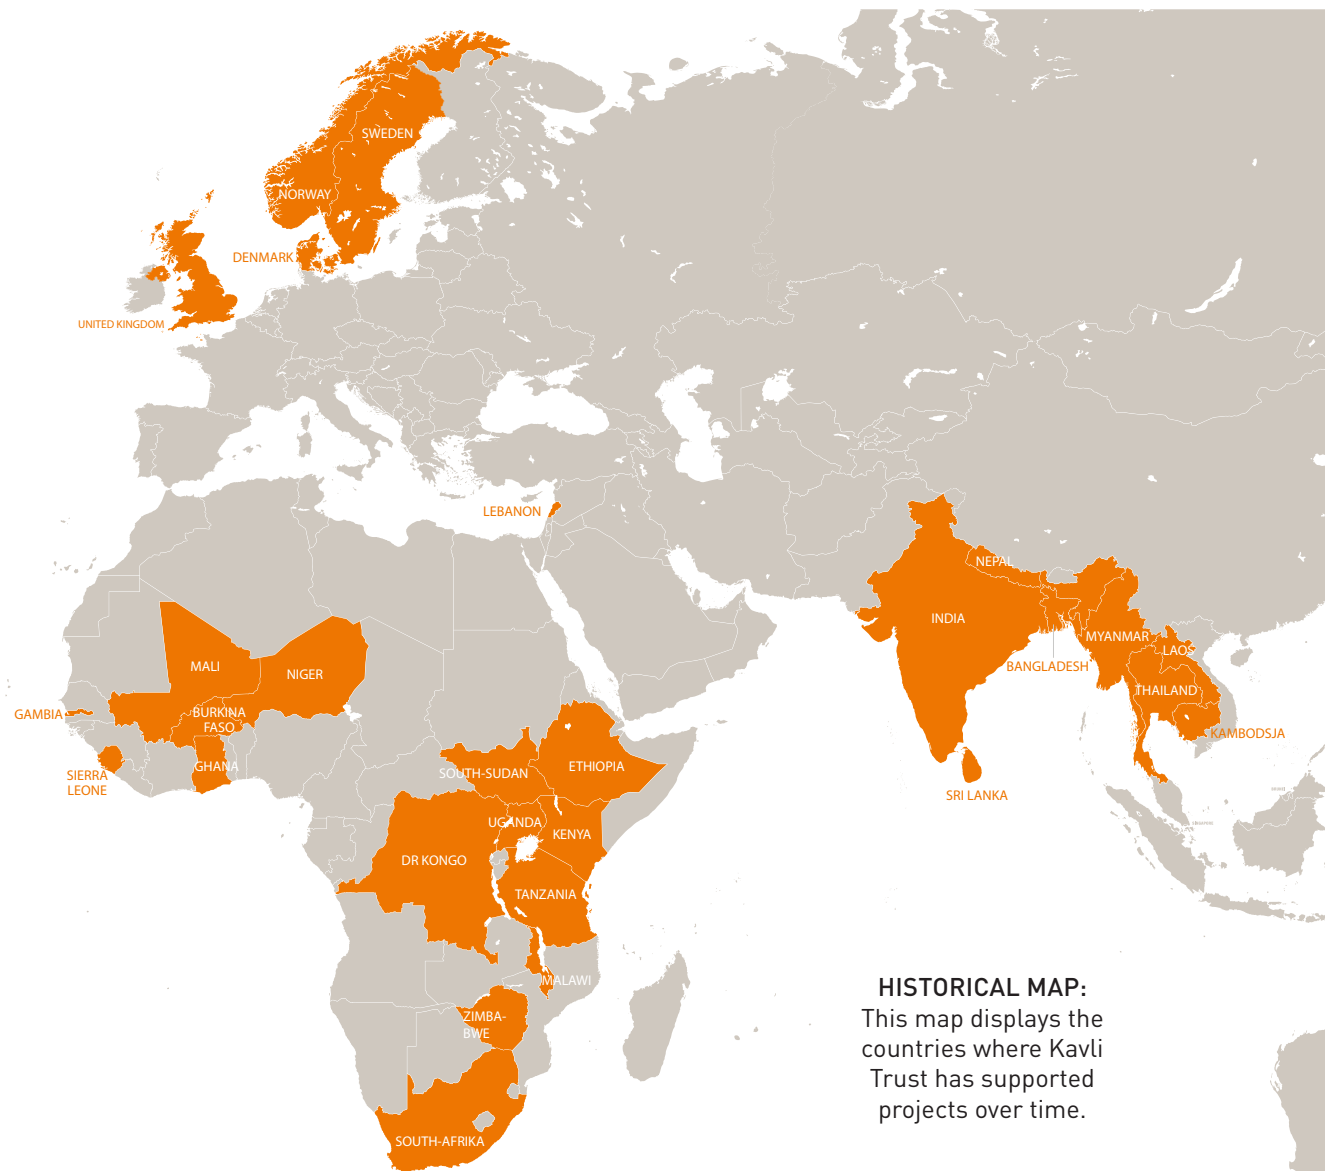 SWEDEN
NORWAY
DENMARK
UNITED KINGDOM
LEBANON
NEPAL
INDIA
MYANMAR
LAOS
BANGLADESH
THAILAND
KAMBODSJA
SRI LANKA
MALI
NIGER
GAMBIA
BURKINA
FASO
GHANA
SIERRA
LEONE
SOUTH-SUDAN
ETHIOPIA
UGANDA
KENYA
DR KONGO
TANZANIA
MALAWI
ZIMBA-
BWE
SOUTH-AFRIKA
HISTORICAL MAP:
This map displays the
countries where Kavli
Trust has supported
projects over time.